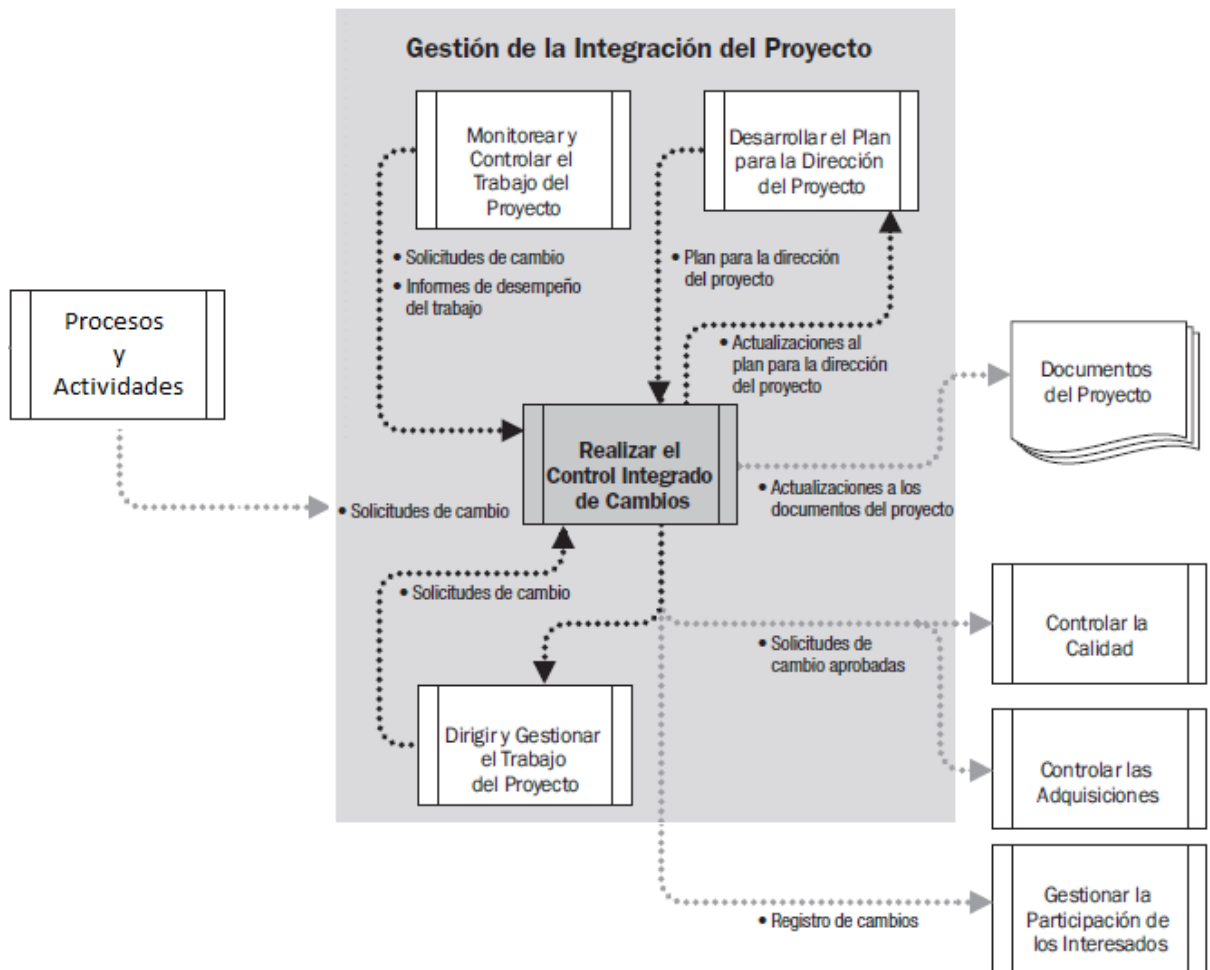 Gestión de la Integración del Proyecto
Monitorear y
Controlar el
Trabajo del
Proyecto
Desarrollar el Plan
para la Dirección
del Proyecto
• Solicitudes de cambio
• Informes de desempeño
del trabajo
• Plan para la dirección
del proyecto
Procesos
y
Actividades
• Actualizaciones al
plan para la dirección
del proyecto
Documentos
del Proyecto
Realizar el
Control Integrado
de Cambios
• Solicitudes de cambio
• Actualizaciones a los
documentos del proyecto
• Solicitudes de cambio
• Solicitudes de
cambio aprobadas
Controlar la
Calidad
Dirigir y Gestionar
el Trabajo
del Proyecto
Controlar las
Adquisiciones
• Registro de cambios
Gestionar la
Participación de
los Interesados